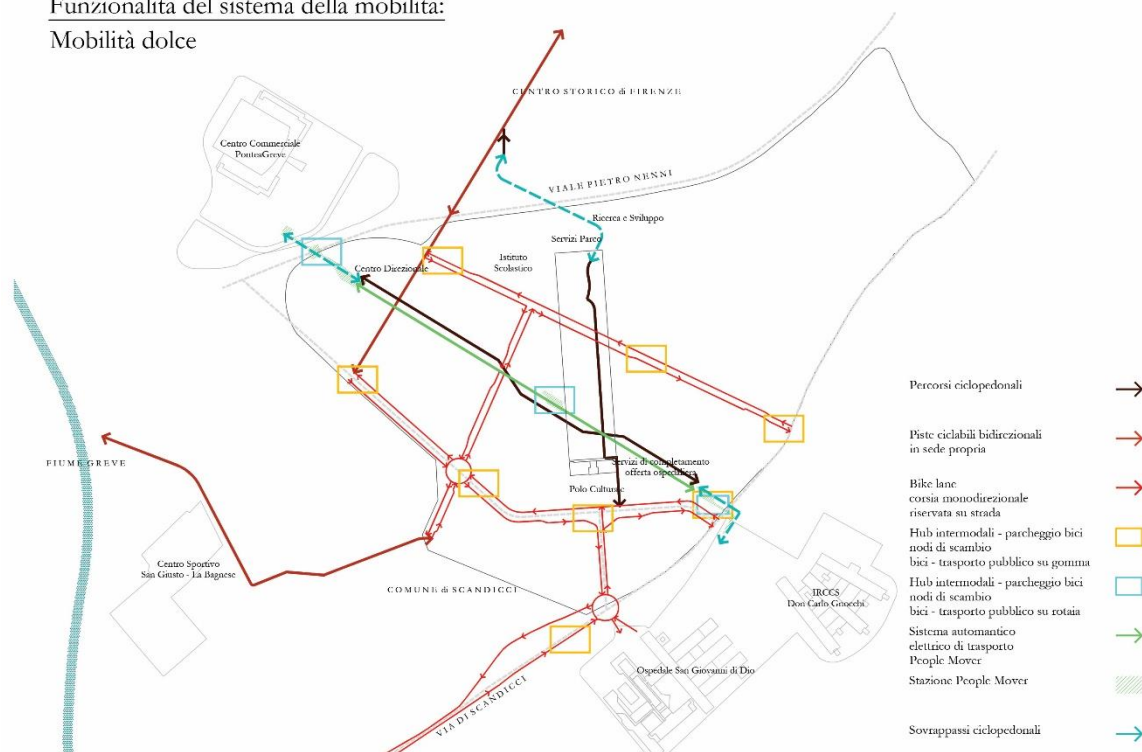 Funzionalità del sistema della mobilità:
Mobilità dolce
CENTRO STORICO di FIRENZE
Centro Commerciale
PonteaGreve
VIALE PIETRO NENNI
Ricerca e Sviluppo
Servizi Parco
Istituto
Scolastico
Centro Direzionale
FIUME GREVE
Servizi di completamento
offerta ospedaliera
Polo Culturale
Centro Sportivo
San Giusto - La Bagnese
COMUNE di SCANDICCI
IRCCS
Don Carlo Gnocchi
Ospedale San Giovanni di Dio
VIA DI SCANDICCI
Percorsi ciclopedonali
Piste ciclabili bidirezionali
in sede propria
Bike lane
corsia monodirezionale
riservata su strada
Hub intermodali - parcheggio bici
nodi di scambio
bici - trasporto pubblico su gomma
Hub intermodali - parcheggio bici
nodi di scambio
bici - trasporto pubblico su rotaia
Sistema automantico
elettrico di trasporto
People Mover
Stazione People Mover
Sovrappassi ciclopedonali